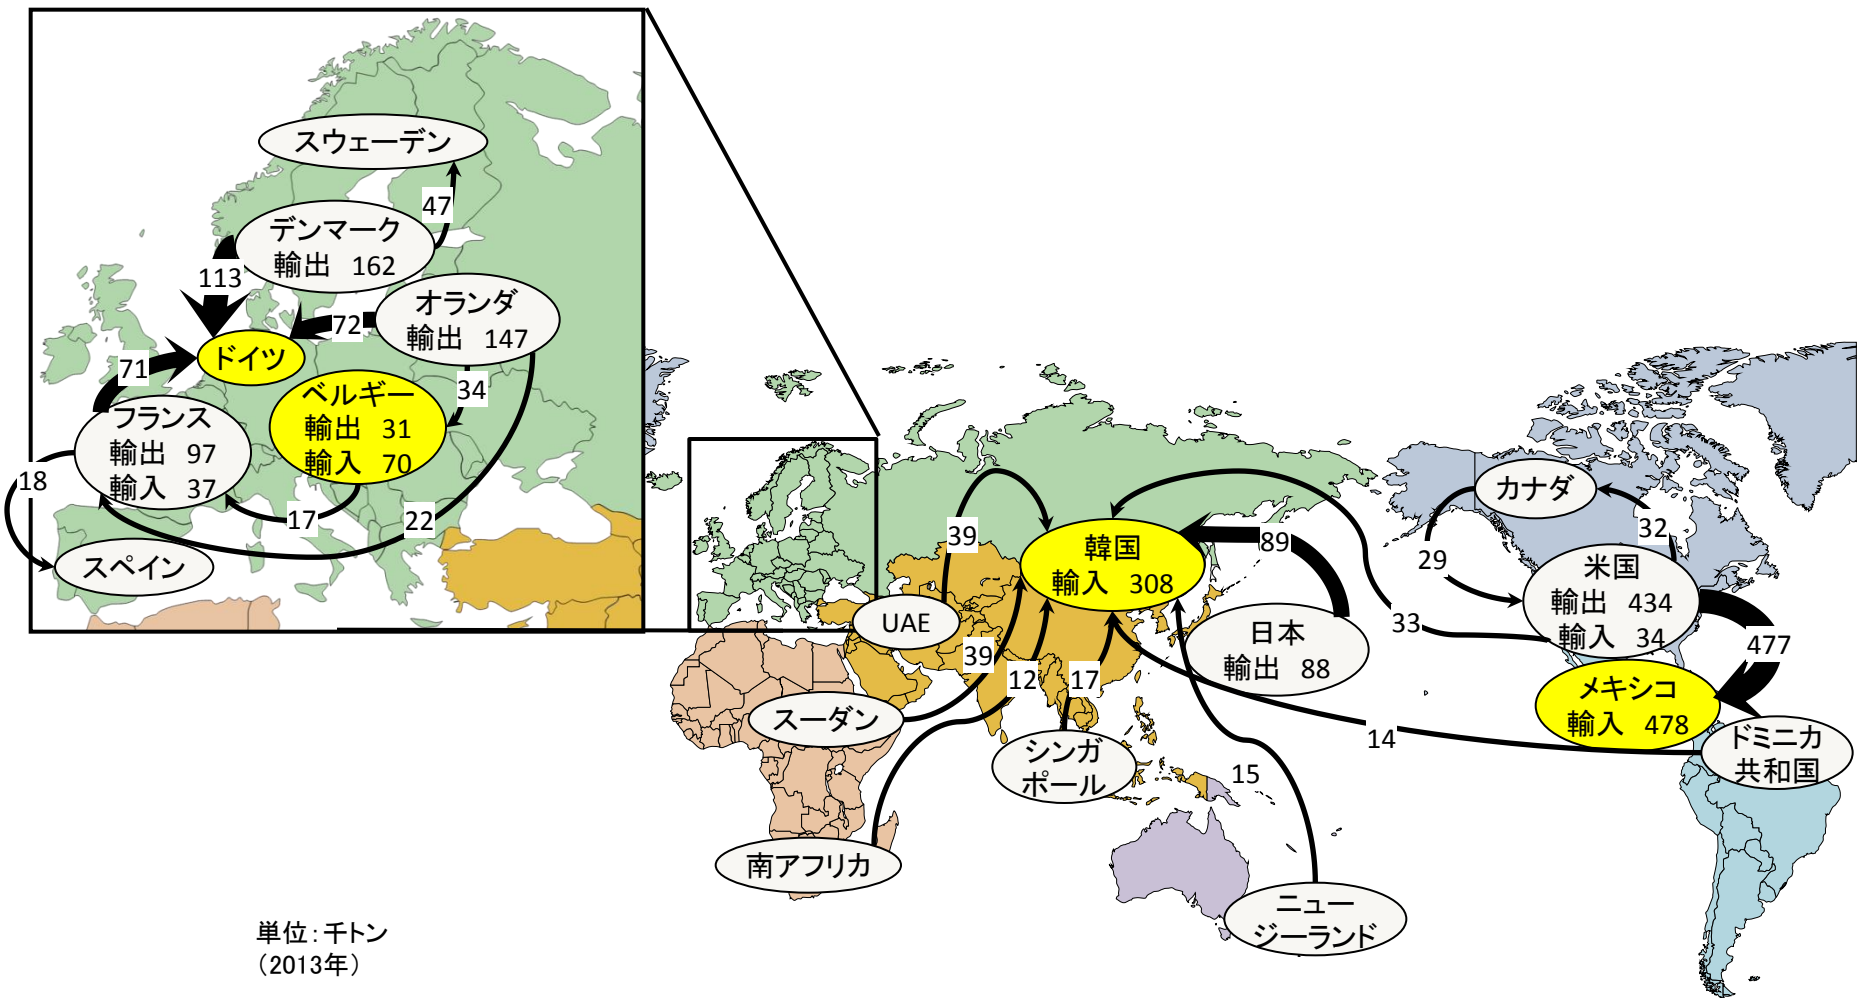 スウェーデン
47
デンマーク
輸出 162
113
オランダ
輸出 147
72
ドイツ
71
34
ベルギー
輸出 31
輸入 70
フランス
輸出 97
輸入 37
18
17
22
スペイン
39
韓国
輸入 308
89
カナダ
32
29
米国
輸出 434
輸入 34
33
477
UAE
日本
輸出 88
39
12
17
メキシコ
輸入 478
スーダン
14
ドミニカ
共和国
シンガ
ポール
15
南アフリカ
ニュー
ジーランド
単位:千トン
(2013年)